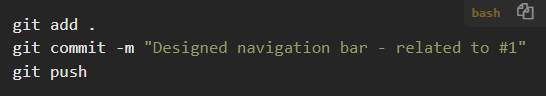 bash
git add .
git commit -m "Designed navigation bar - related to #1"
git push